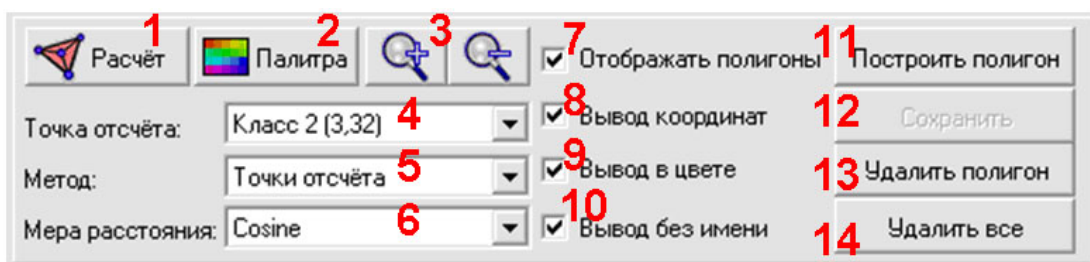 1 2 3 7 11
Расчёт Палитра Отображать полигоны Построить полигон
Точка отсчёта: Класс 2 (3,32) 4 8 Вывод координат 12 Сохранить
Метод: Точки отсчёта 5 9 Вывод в цвете 13 Удалить полигон
Мера расстояния: Cosine 6 10 Вывод без имени 14 Удалить все